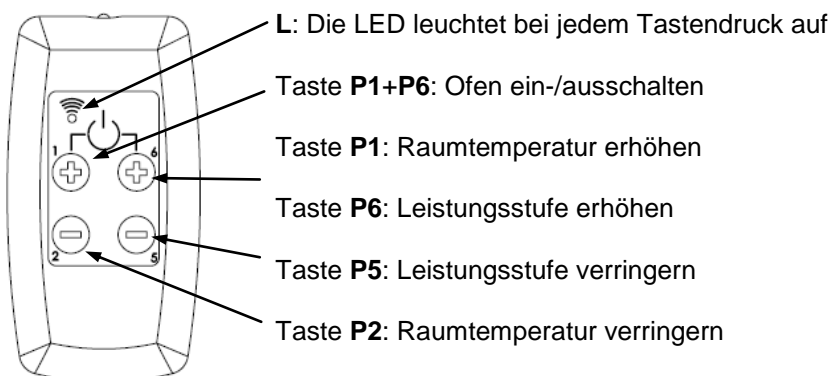 L: Die LED leuchtet bei jedem Tastendruck auf
Taste P1+P6: Ofen ein-/ausschalten
Taste P1: Raumtemperatur erhöhen
Taste P6: Leistungsstufe erhöhen
Taste P5: Leistungsstufe verringern
Taste P2: Raumtemperatur verringern
1 6
2 5